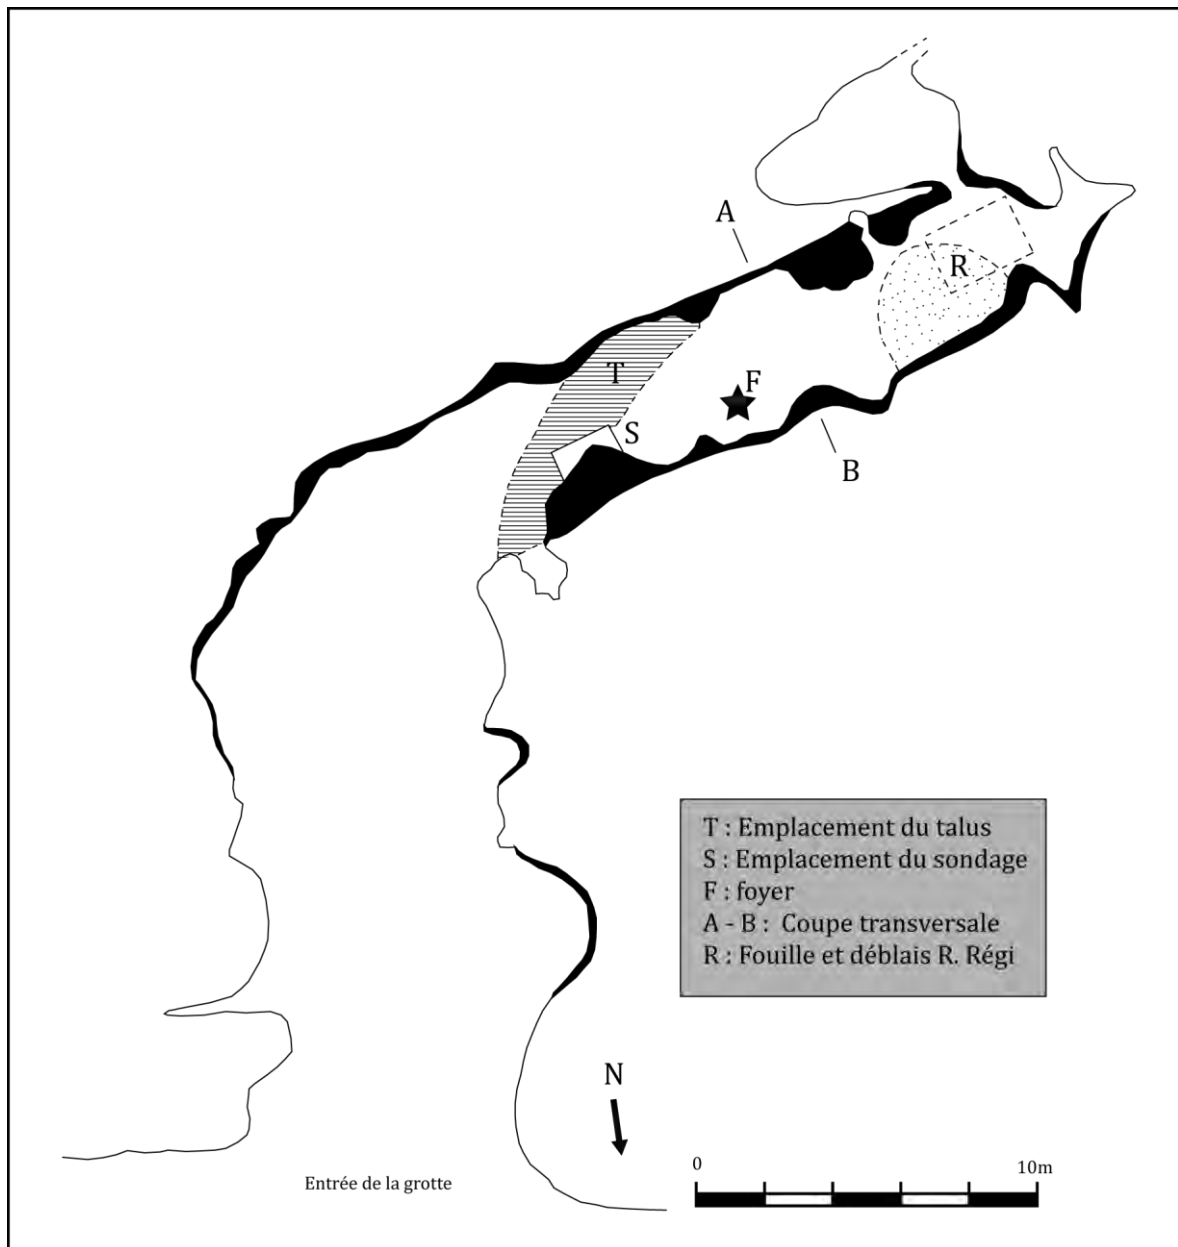 A
R
T
F
S
B
T : Emplacement du talus
S : Emplacement du sondage
F : foyer
A - B : Coupe transversale
R : Fouille et déblais R. Régi
N
0 10m
Entrée de la grotte